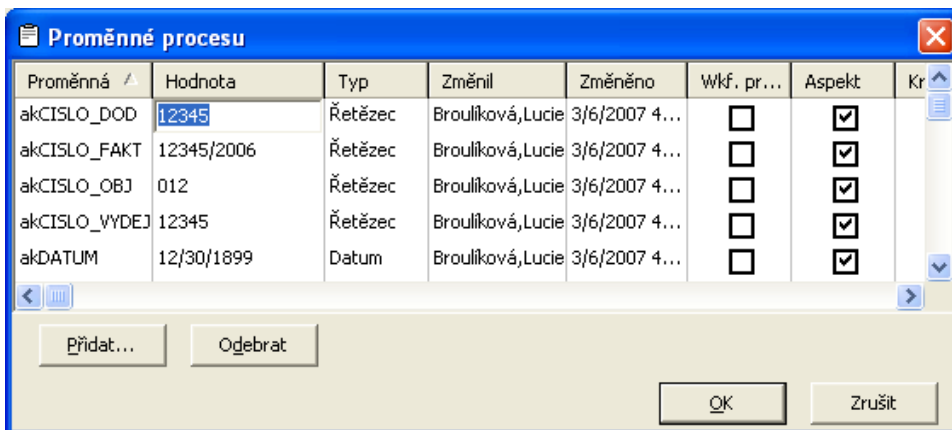 Proměnné procesu
Proměnná Hodnota Typ Změnil Změněno Wkf. pr... Aspekt Kr
akCISLO_DOD 12345 Řetězec Broulíková,Lucie 3/6/2007 4...
akCISLO_FAKT 12345/2006 Řetězec Broulíková,Lucie 3/6/2007 4...
akCISLO_OBJ 012 Řetězec Broulíková,Lucie 3/6/2007 4...
akCISLO_VYDEJ 12345 Řetězec Broulíková,Lucie 3/6/2007 4...
akDATUM 12/30/1899 Datum Broulíková,Lucie 3/6/2007 4...
Přidat... Odebrat
OK Zrušit